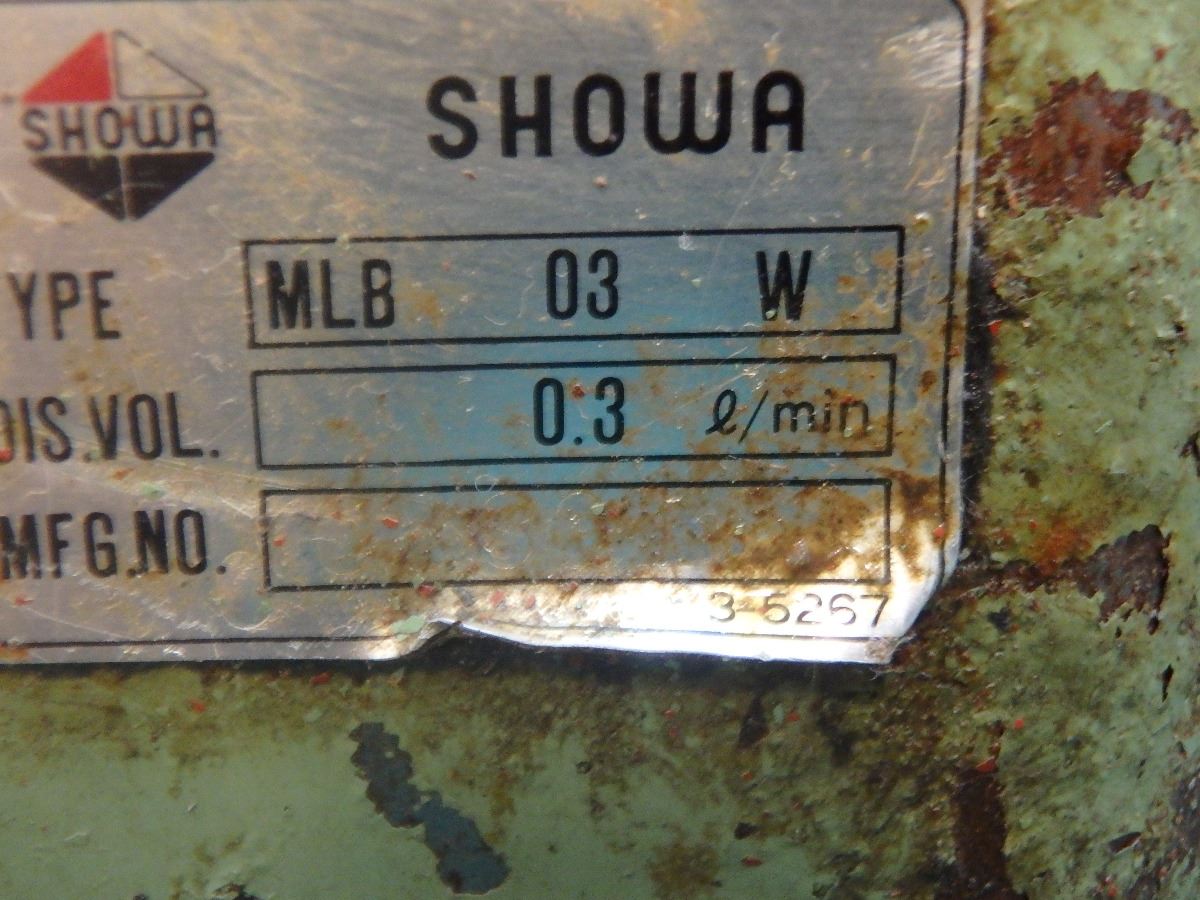 SHOWA
SHOWA
YPE MLB 03 W
DIS.VOL. 0.3 ℓ/min
MFG.NO.
3-5267